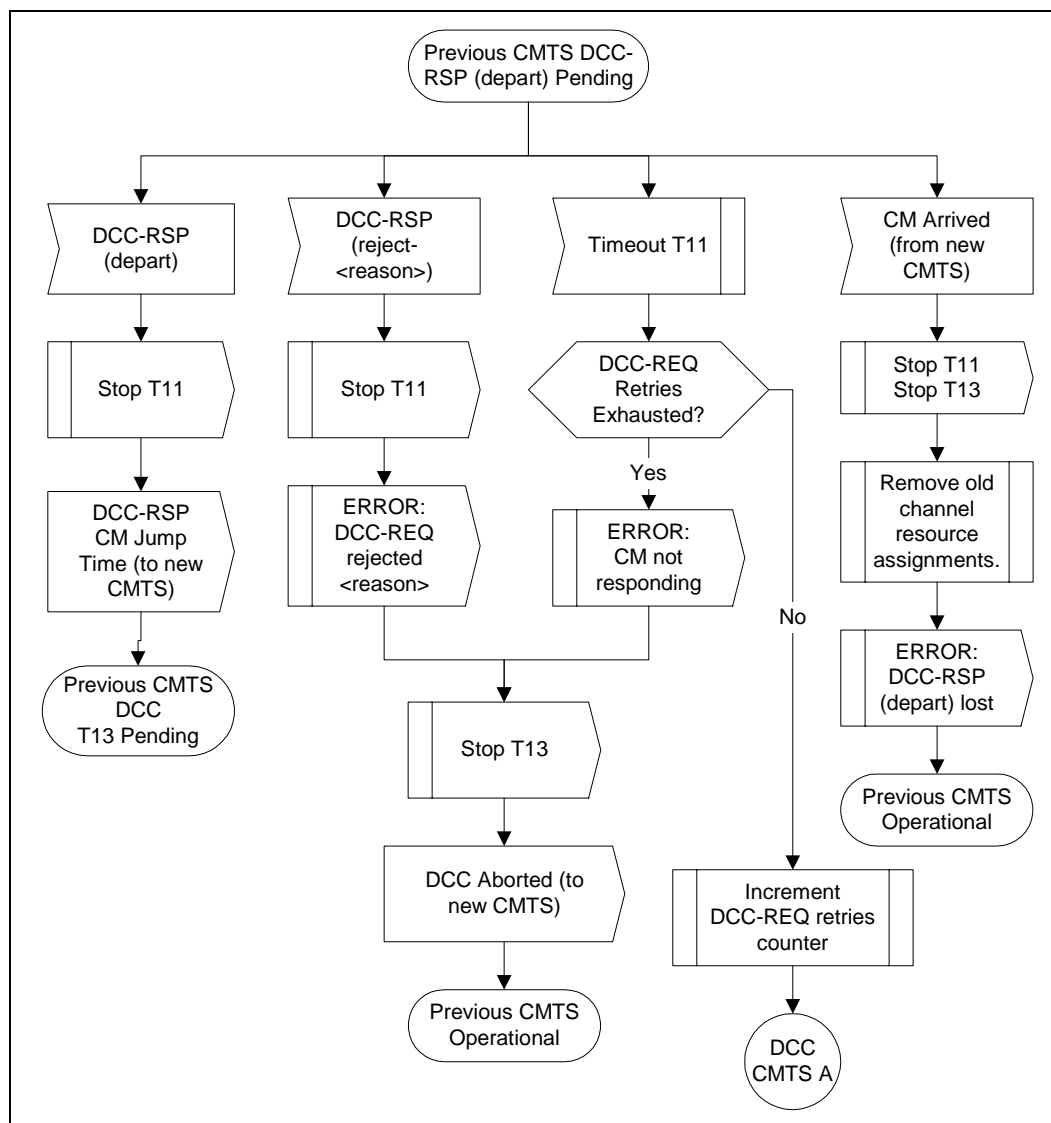 Previous CMTS DCC-
RSP (depart) Pending
DCC-RSP
(depart)
Stop T11
DCC-RSP
CM Jump
Time (to new
CMTS)
Previous CMTS
DCC
T13 Pending
DCC-RSP
(reject-
<reason>)
Stop T11
ERROR:
DCC-REQ
rejected
<reason>
Timeout T11
DCC-REQ
Retries
Exhausted?
Yes
ERROR:
CM not
responding
Stop T13
DCC Aborted (to
new CMTS)
Previous CMTS
Operational
No
Increment
DCC-REQ retries
counter
DCC
CMTS A
CM Arrived
(from new
CMTS)
Stop T11
Stop T13
Remove old
channel
resource
assignments.
ERROR:
DCC-RSP
(depart) lost
Previous CMTS
Operational